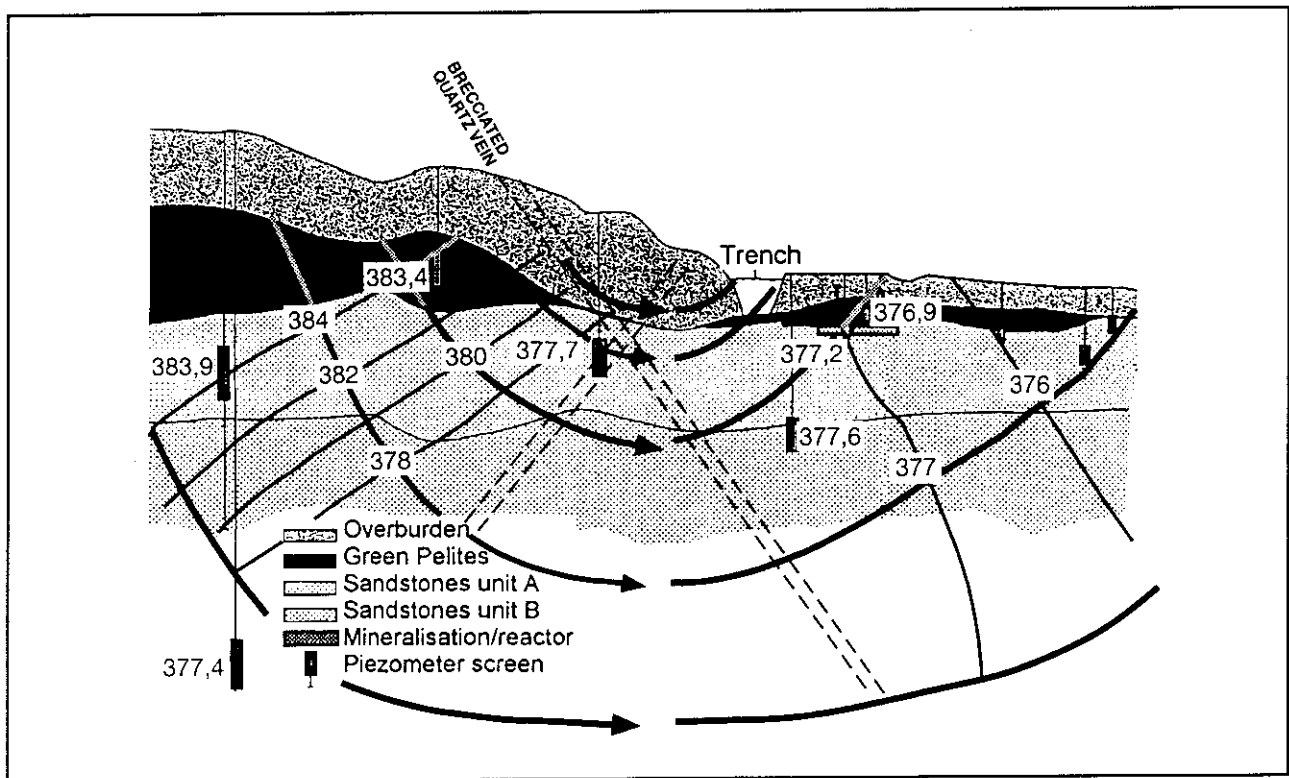 BRECCIATED
QUARTZ VEIN
Trench
383,4
376,9
384
383,9
382
380
377,7
377,2
376
377,6
378
377
Overburden
Green Pelites
Sandstones unit A
Sandstones unit B
Mineralisation/reactor
Piezometer screen
377,4